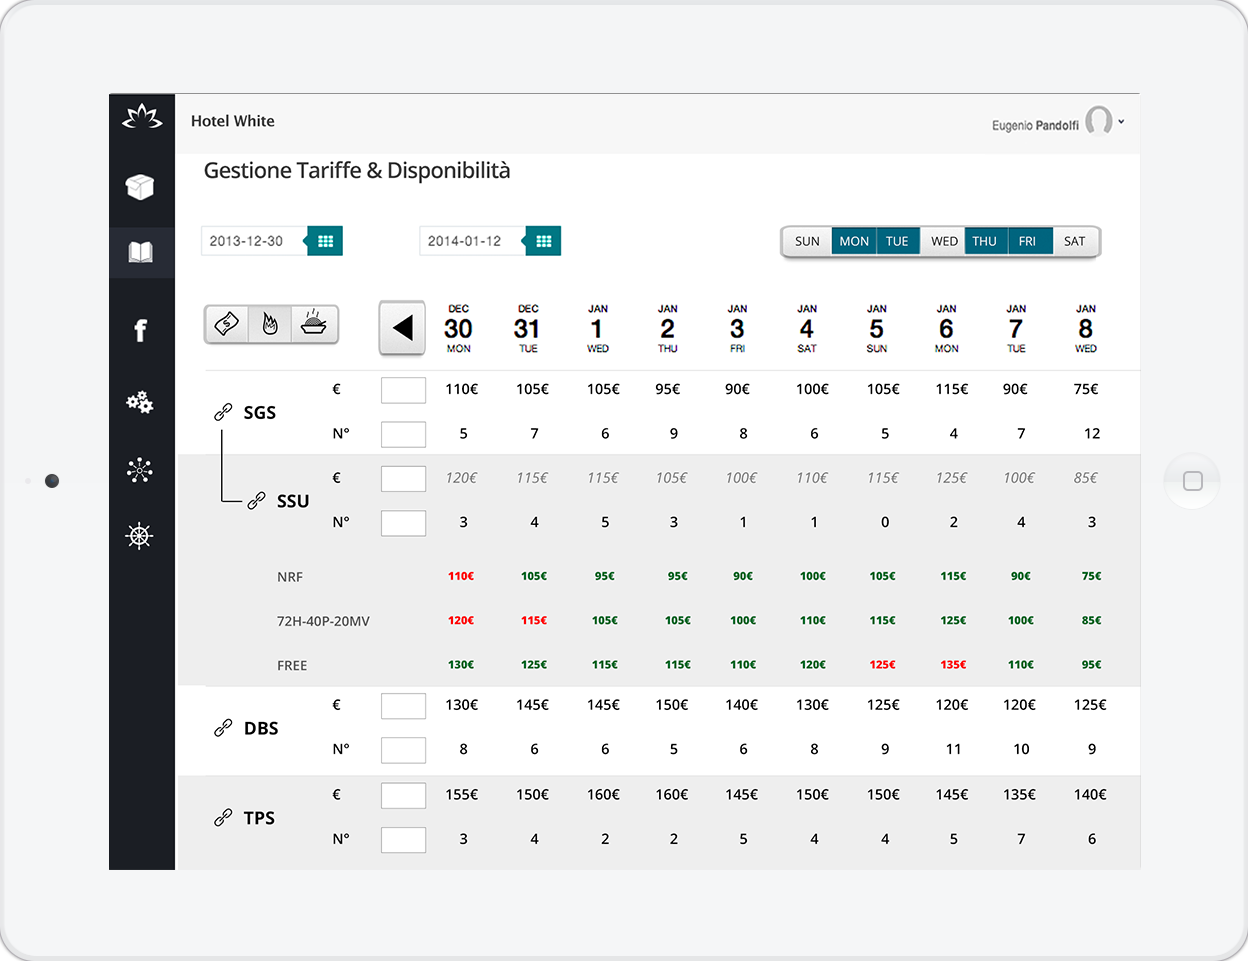 Hotel White
Eugenio Pandolfi
Gestione Tariffe & Disponibilità
2013-12-30 2014-01-12 SUN MON TUE WED THU FRI SAT
DEC DEC JAN JAN JAN JAN JAN JAN JAN JAN
30 31 1 2 3 4 5 6 7 8
MON TUE WED THU FRI SAT SUN MON TUE WED
€ 110€ 105€ 105€ 95€ 90€ 100€ 105€ 115€ 90€ 75€
SGS
N° 5 7 6 9 8 6 5 4 7 12
€ 120€ 115€ 115€ 105€ 100€ 110€ 115€ 125€ 100€ 85€
SSU
N° 3 4 5 3 1 1 0 2 4 3
NRF 110€ 105€ 95€ 95€ 90€ 100€ 105€ 115€ 90€ 75€
72H-40P-20MV 120€ 115€ 105€ 105€ 100€ 110€ 115€ 125€ 100€ 85€
FREE 130€ 125€ 115€ 115€ 110€ 120€ 125€ 135€ 110€ 95€
€ 130€ 145€ 145€ 150€ 140€ 130€ 125€ 120€ 120€ 125€
DBS
N° 8 6 6 5 6 8 9 11 10 9
€ 155€ 150€ 160€ 160€ 145€ 150€ 150€ 145€ 135€ 140€
TPS
N° 3 4 2 2 5 4 4 5 7 6